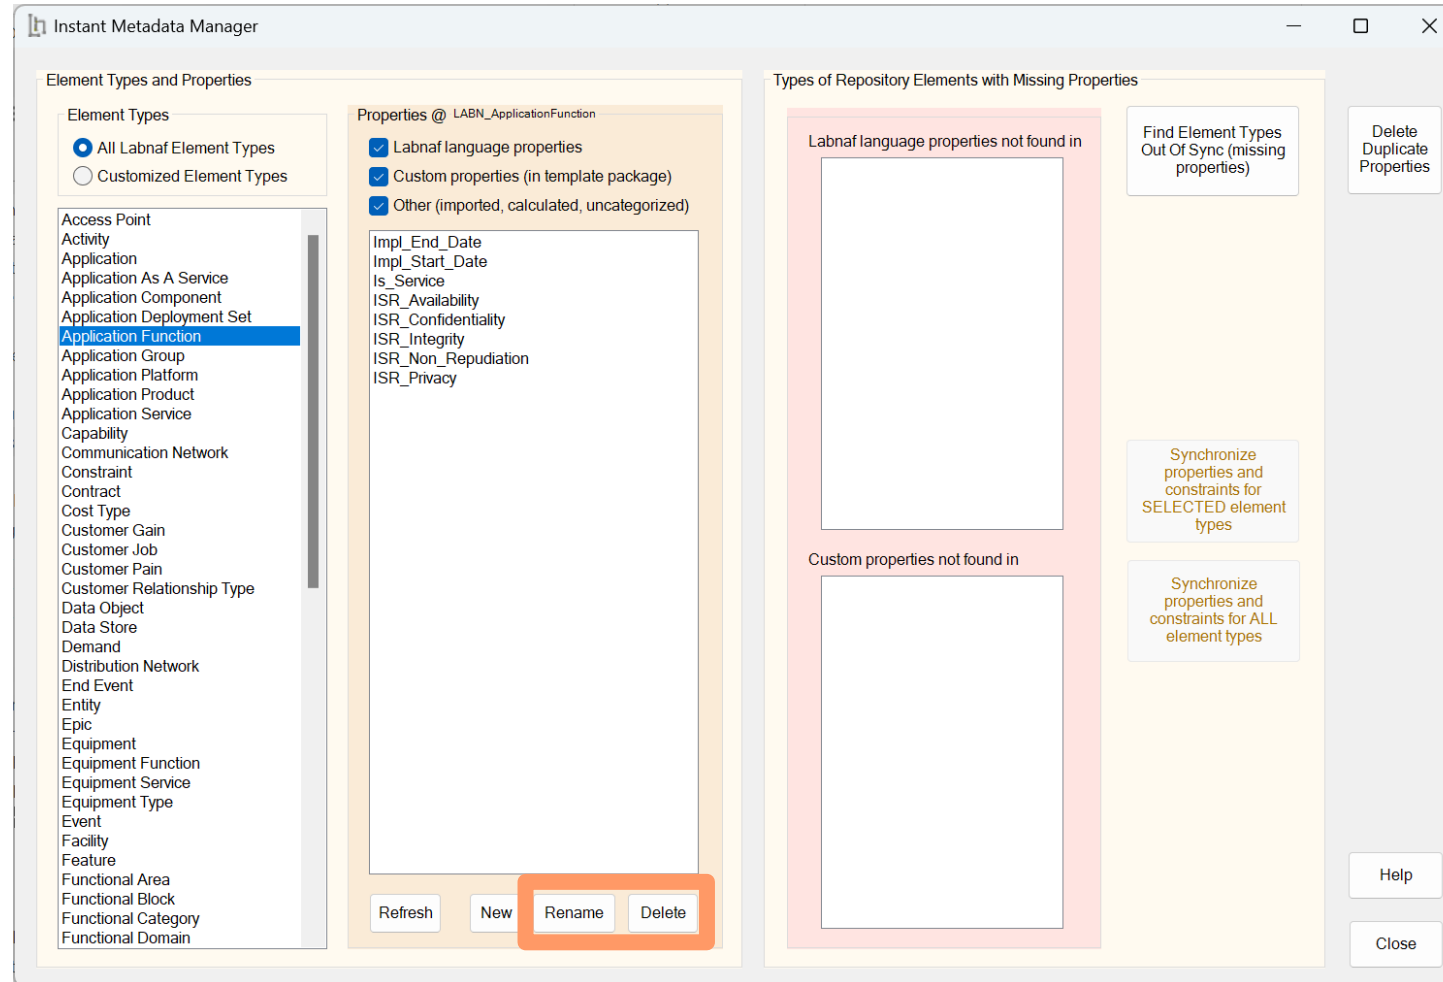 Instant Metadata Manager
Element Types and Properties
Element Types
All Labnaf Element Types
Customized Element Types
Access Point
Activity
Application
Application As A Service
Application Component
Application Deployment Set
Application Function
Application Group
Application Platform
Application Product
Application Service
Capability
Communication Network
Constraint
Contract
Cost Type
Customer Gain
Customer Job
Customer Pain
Customer Relationship Type
Data Object
Data Store
Demand
Distribution Network
End Event
Entity
Epic
Equipment
Equipment Function
Equipment Service
Equipment Type
Event
Facility
Feature
Functional Area
Functional Block
Functional Category
Functional Domain
Properties @ LABN_ApplicationFunction
Labnaf language properties
Custom properties (in template package)
Other (imported, calculated, uncategorized)
Impl_End_Date
Impl_Start_Date
Is_Service
ISR_Availability
ISR_Confidentiality
ISR_Integrity
ISR_Non_Repudiation
ISR_Privacy
Refresh
New
Rename
Delete
Types of Repository Elements with Missing Properties
Labnaf language properties not found in
Custom properties not found in
Find Element Types
Out Of Sync (missing
properties)
Synchronize
properties and
constraints for
SELECTED element
types
Synchronize
properties and
constraints for ALL
element types
Delete
Duplicate
Properties
Help
Close